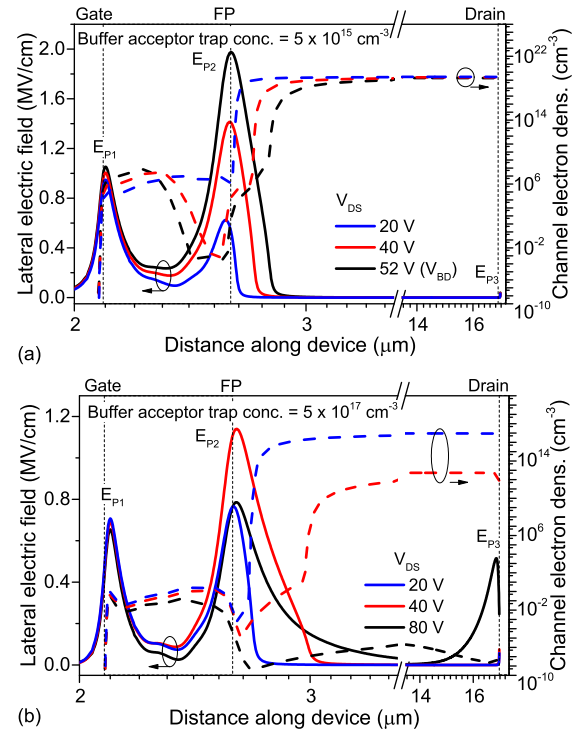 (a)
Gate FP Drain
Buffer acceptor trap conc. = 5 x 10^15 cm^-3
E_P1
E_P2
E_P3
V_DS
20 V
40 V
52 V (V_BD)
Lateral electric field (MV/cm)
2.0
1.6
1.2
0.8
0.4
0.0
Channel electron dens. (cm^-3)
10^22
10^14
10^6
10^-2
10^-10
2 3 14 16
Distance along device (μm)
(b)
Gate FP Drain
Buffer acceptor trap conc. = 5 x 10^17 cm^-3
E_P1
E_P2
E_P3
V_DS
20 V
40 V
80 V
Lateral electric field (MV/cm)
1.2
0.8
0.4
0.0
Channel electron dens. (cm^-3)
10^14
10^6
10^-2
10^-10
2 3 14 16
Distance along device (μm)